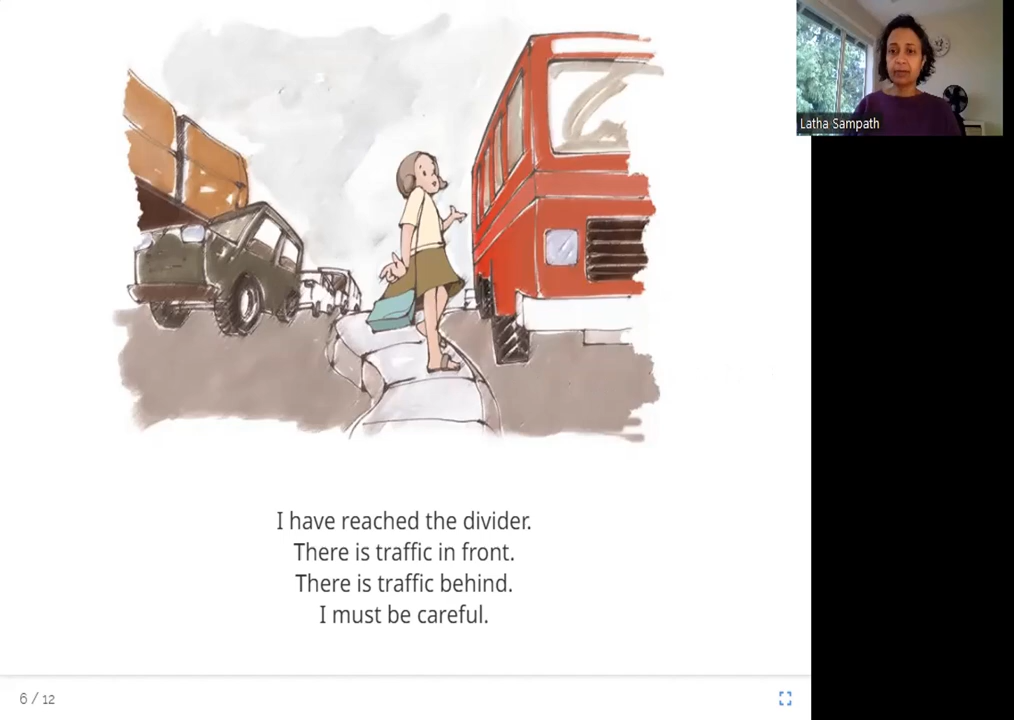 Latha Sampath
I have reached the divider.
There is traffic in front.
There is traffic behind.
I must be careful.
6 / 12